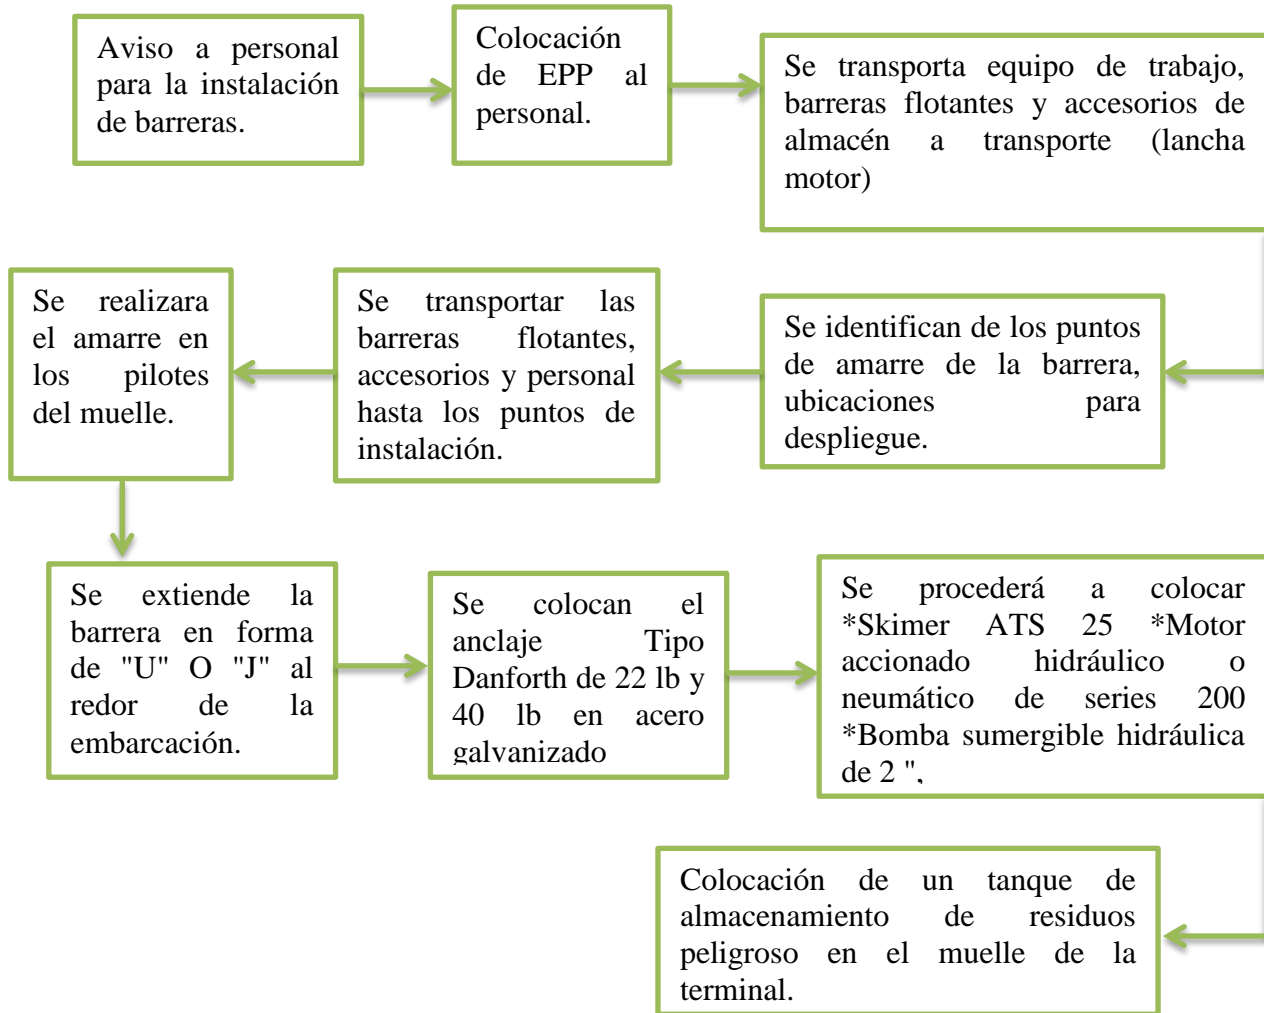 Aviso a personal
para la instalación
de barreras.
Colocación
de EPP al
personal.
Se transporta equipo de trabajo,
barreras flotantes y accesorios de
almacén a transporte (lancha
motor)
Se identifican de los puntos
de amarre de la barrera,
ubicaciones para
despliegue.
Se transportar las
barreras flotantes,
accesorios y personal
hasta los puntos de
instalación.
Se realizara
el amarre en
los pilotes
del muelle.
Se extiende la
barrera en forma
de "U" O "J" al
redor de la
embarcación.
Se colocan el
anclaje Tipo
Danforth de 22 lb y
40 lb en acero
galvanizado
Se procederá a colocar
*Skimer ATS 25 *Motor
accionado hidráulico o
neumático de series 200
*Bomba sumergible hidráulica
de 2 ",
Colocación de un tanque de
almacenamiento de residuos
peligroso en el muelle de la
terminal.